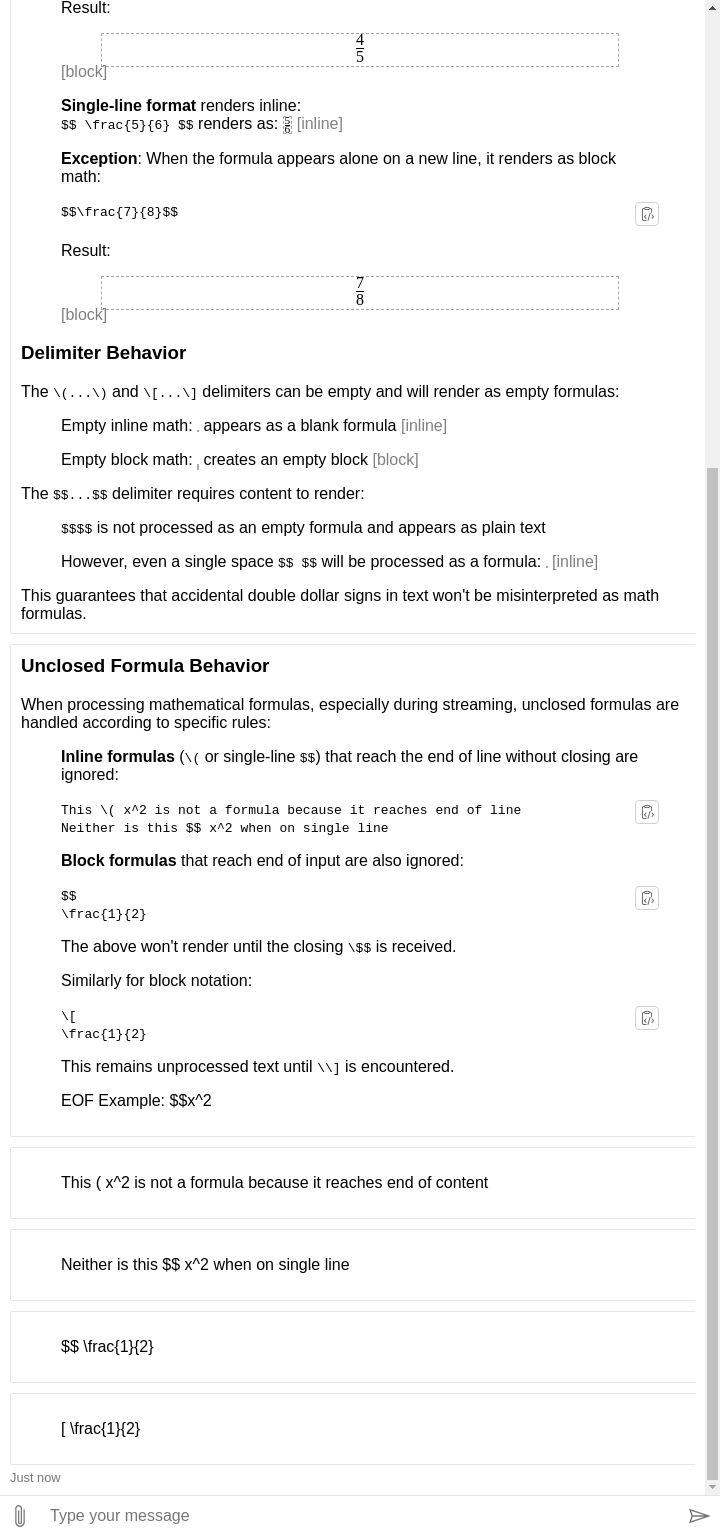 Result:
4
5
[block]
Single-line format renders inline:
$$ \frac{5}{6} $$ renders as: 5/6 [inline]
Exception: When the formula appears alone on a new line, it renders as block
math:
$$\frac{7}{8}$$
Result:
7
8
[block]
Delimiter Behavior
The \(...\) and \[...\] delimiters can be empty and will render as empty formulas:
Empty inline math: appears as a blank formula [inline]
Empty block math: creates an empty block [block]
The $$...$$ delimiter requires content to render:
$$$$ is not processed as an empty formula and appears as plain text
However, even a single space $$ $$ will be processed as a formula: [inline]
This guarantees that accidental double dollar signs in text won't be misinterpreted as math
formulas.
Unclosed Formula Behavior
When processing mathematical formulas, especially during streaming, unclosed formulas are
handled according to specific rules:
Inline formulas (\( or single-line $$) that reach the end of line without closing are
ignored:
This \( x^2 is not a formula because it reaches end of line
Neither is this $$ x^2 when on single line
Block formulas that reach end of input are also ignored:
$$
\frac{1}{2}
The above won't render until the closing \$$ is received.
Similarly for block notation:
\[
\frac{1}{2}
This remains unprocessed text until \\] is encountered.
EOF Example: $$x^2
This ( x^2 is not a formula because it reaches end of content
Neither is this $$ x^2 when on single line
$$ \frac{1}{2}
[ \frac{1}{2}
Just now
Type your message